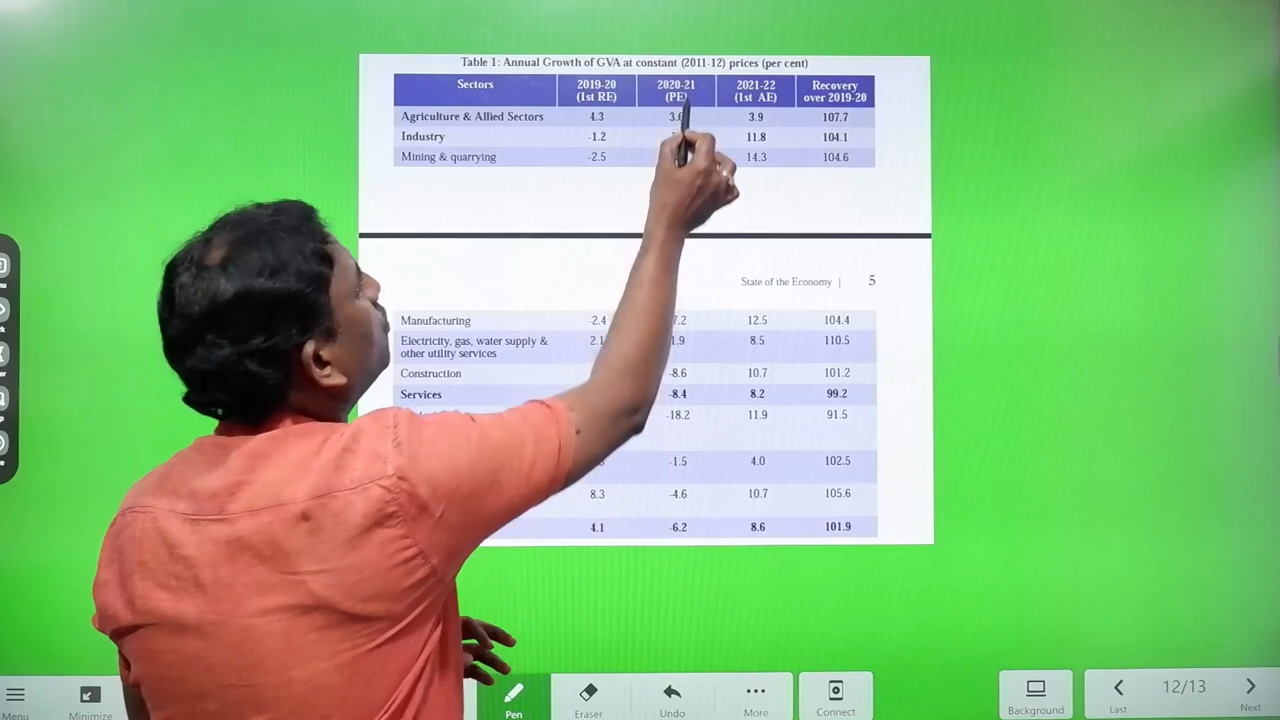 Table 1: Annual Growth of GVA at constant (2011-12) prices (per cent)
Sectors 2019-20 (1st RE) 2020-21 (PE) 2021-22 (1st AE) Recovery over 2019-20
Agriculture & Allied Sectors 4.3 3.9 107.7
Industry -1.2 11.8 104.1
Mining & quarrying -2.5 14.3 104.6
State of the Economy | 5
Manufacturing -2.4 12.5 104.4
Electricity, gas, water supply & 2.1 8.5 110.5
other utility services
Construction -8.6 10.7 101.2
Services -8.4 8.2 99.2
-18.2 11.9 91.5
-1.5 4.0 102.5
8.3 -4.6 10.7 105.6
4.1 -6.2 8.6 101.9
Menu
Minimize
Pen
Eraser
Undo
More
Connect
Background
Last
12/13
Next